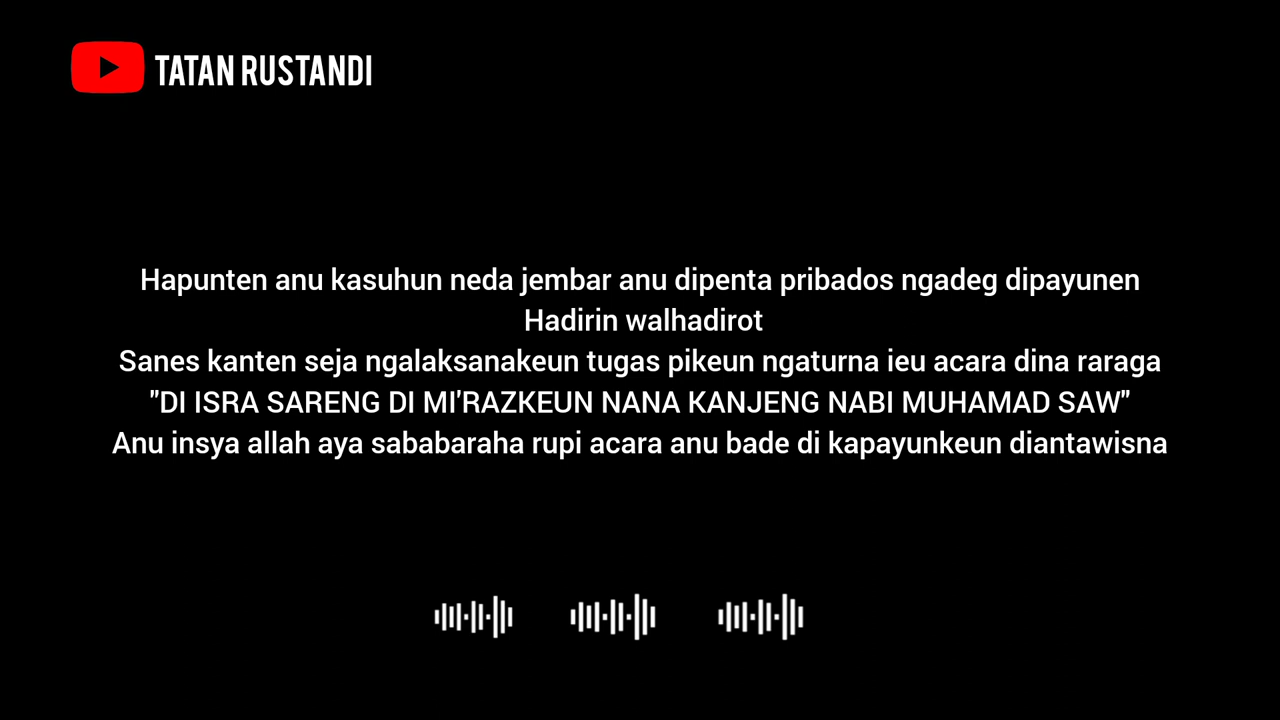 TATAN RUSTANDI
Hapunten anu kasuhun neda jembar anu dipenta pribados ngadeg dipayunen
Hadirin walhadirot
Sanes kanten seja ngalaksanakeun tugas pikeun ngaturna ieu acara dina raraga
"DI ISRA SARENG DI MI'RAZKEUN NANA KANJENG NABI MUHAMAD SAW"
Anu insya allah aya sababaraha rupi acara anu bade di kapayunkeun diantawisna